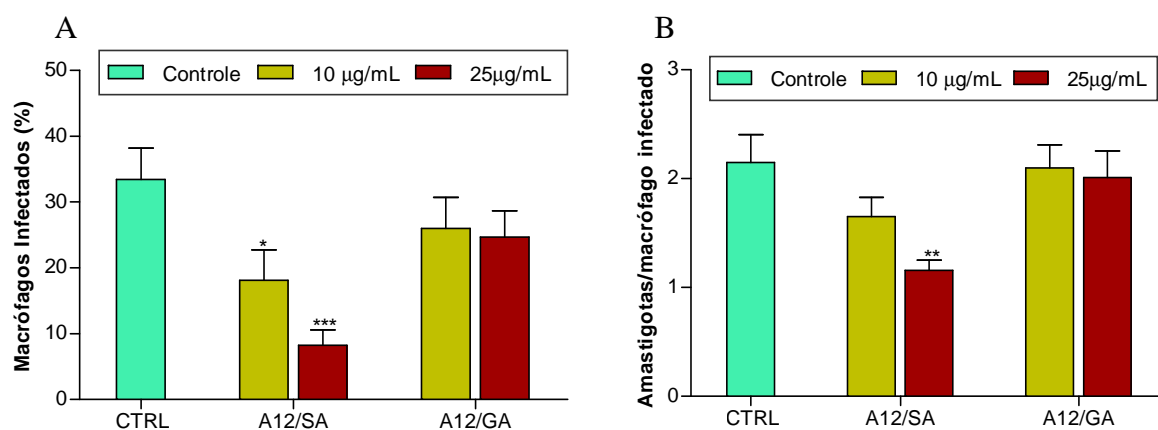 A
Controle 10 µg/mL 25µg/mL
Macrófagos Infectados (%)
50
40
30
20
10
0
*
***
CTRL A12/SA A12/GA
B
Controle 10 µg/mL 25µg/mL
Amastigotas/macrófago infectado
3
2
1
0
**
CTRL A12/SA A12/GA